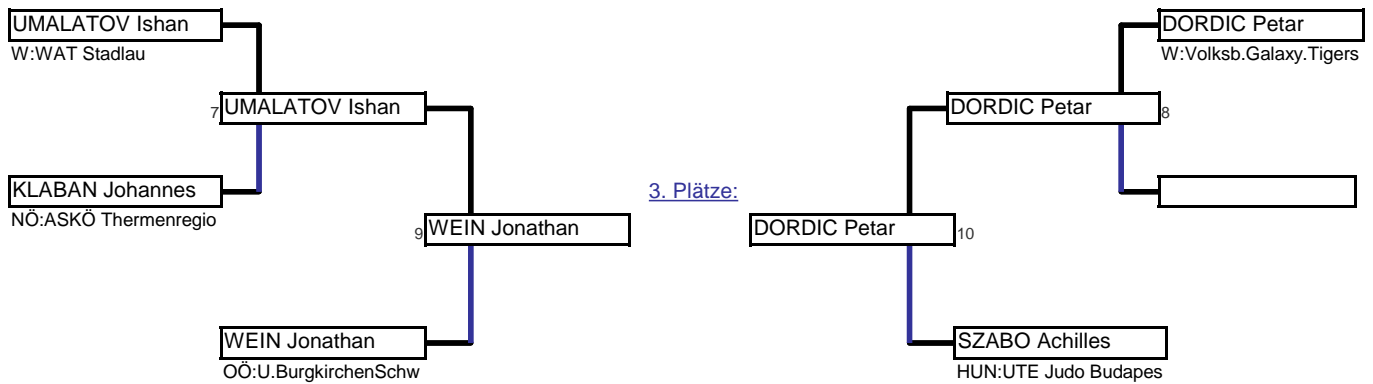 UMALATOV Ishan
W:WAT Stadlau
DORDIC Petar
W:Volksb.Galaxy.Tigers
7 UMALATOV Ishan
DORDIC Petar 8
KLABAN Johannes
NÖ:ASKÖ Thermenregio
3. Plätze:
9 WEIN Jonathan
DORDIC Petar 10
WEIN Jonathan
OÖ:U.BurgkirchenSchw
SZABO Achilles
HUN:UTE Judo Budapes